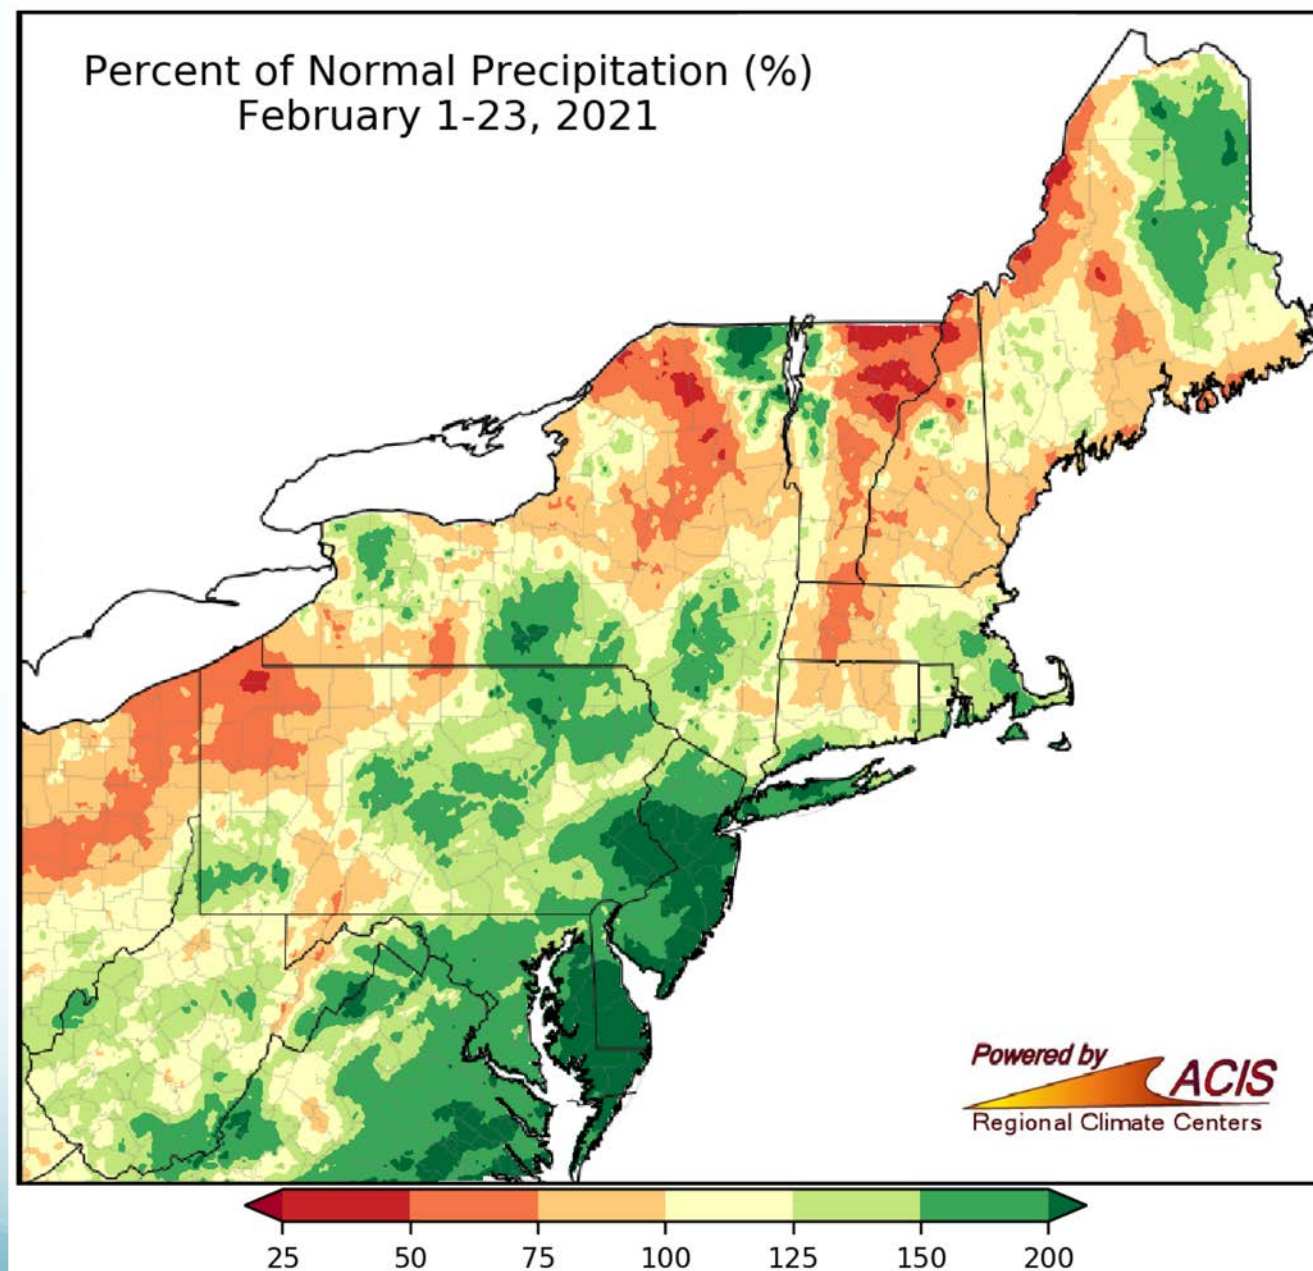 Percent of Normal Precipitation (%)
February 1-23, 2021
Powered by
ACIS
Regional Climate Centers
25 50 75 100 125 150 200